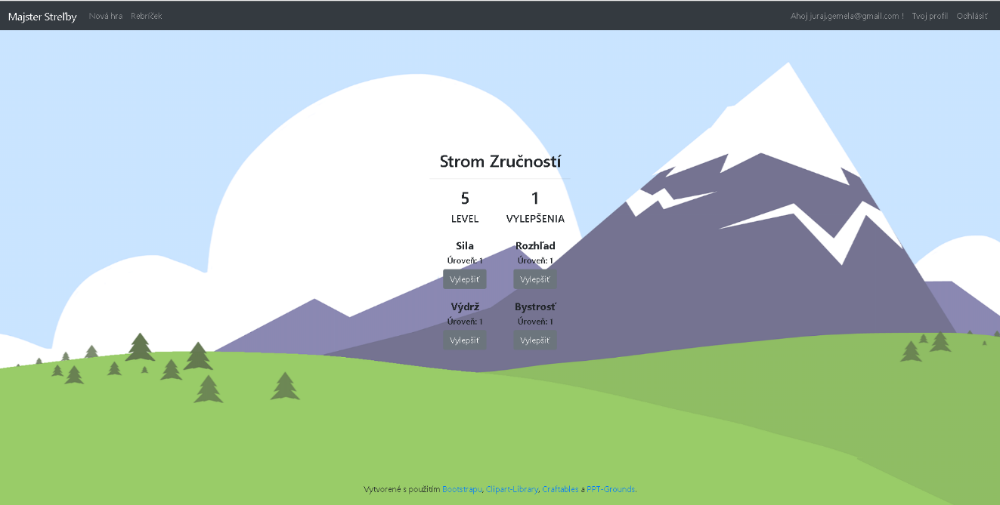 Majster Streľby Nová hra Rebríček Ahoj juraj.gemela@gmail.com ! Tvoj profil Odhlásiť
Strom Zručností
5 1
LEVEL VYLEPŠENIA
Sila Rozhľad
Úroveň: 1 Úroveň: 1
Vylepšiť Vylepšiť
Výdrž Bystrosť
Úroveň: 1 Úroveň: 1
Vylepšiť Vylepšiť
Vytvorené s použitím Bootstrapu, Clipart-Library, Craftables a PPT-Grounds.